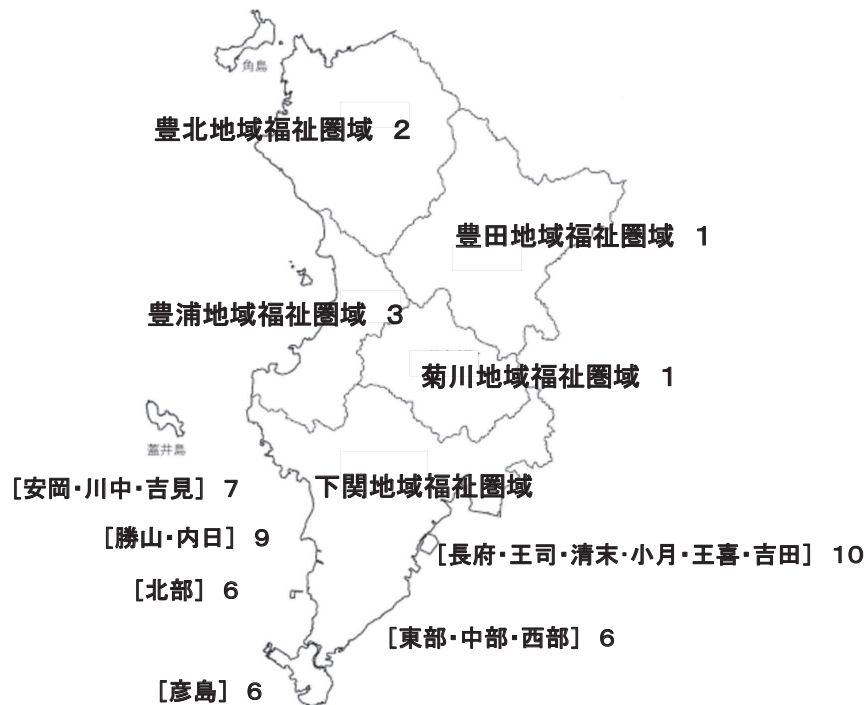 角島
豊北地域福祉圏域 2
豊田地域福祉圏域 1
豊浦地域福祉圏域 3
菊川地域福祉圏域 1
蓋井島
下関地域福祉圏域
[安岡・川中・吉見] 7
[勝山・内日] 9
[長府・王司・清末・小月・王喜・吉田] 10
[北部] 6
[東部・中部・西部] 6
[彦島] 6